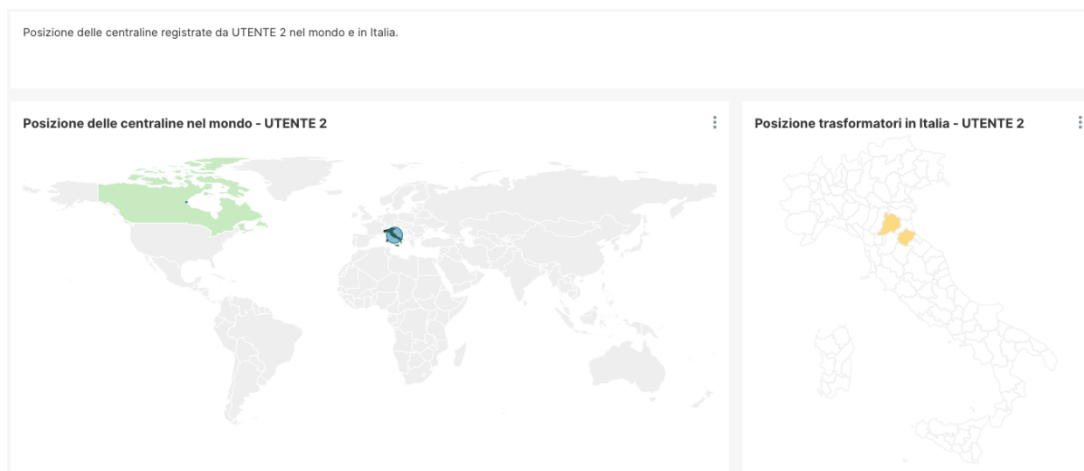 Posizione delle centraline registrate da UTENTE 2 nel mondo e in Italia.
Posizione delle centraline nel mondo - UTENTE 2
Posizione trasformatori in Italia - UTENTE 2